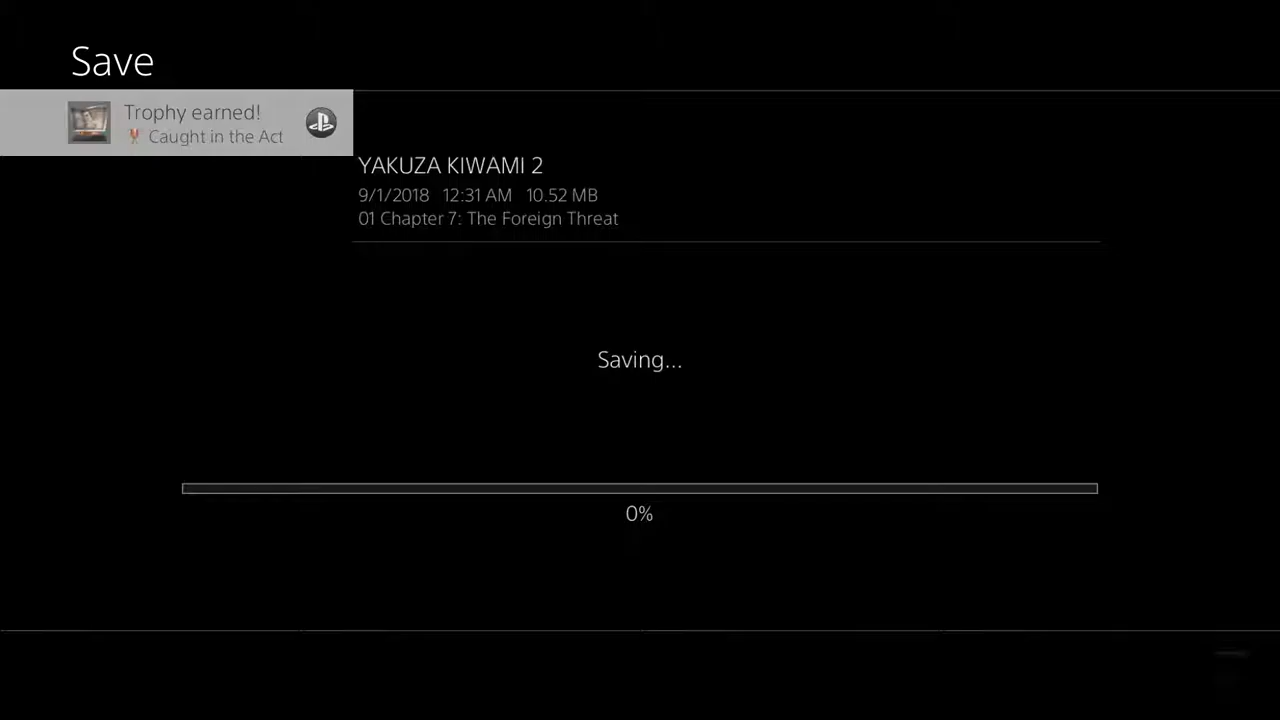 Save
Trophy earned!
Caught in the Act
YAKUZA KIWAMI 2
9/1/2018 12:31 AM 10.52 MB
01 Chapter 7: The Foreign Threat
Saving...
0%